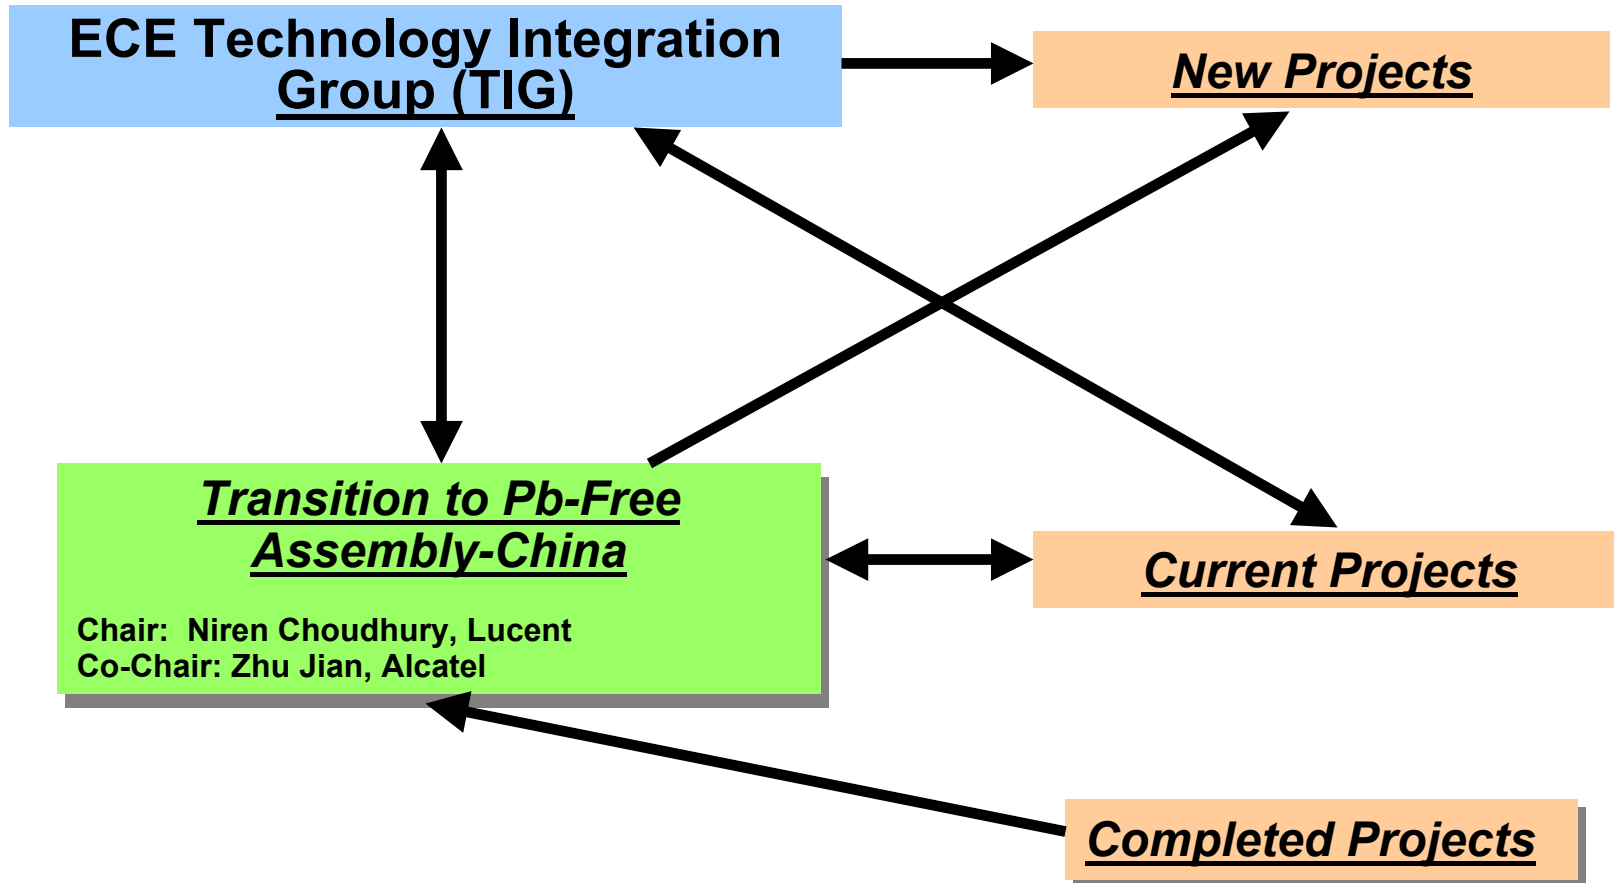 ECE Technology Integration
Group (TIG)
New Projects
Transition to Pb-Free
Assembly-China
Chair:  Niren Choudhury, Lucent
Co-Chair: Zhu Jian, Alcatel
Current Projects
Completed Projects